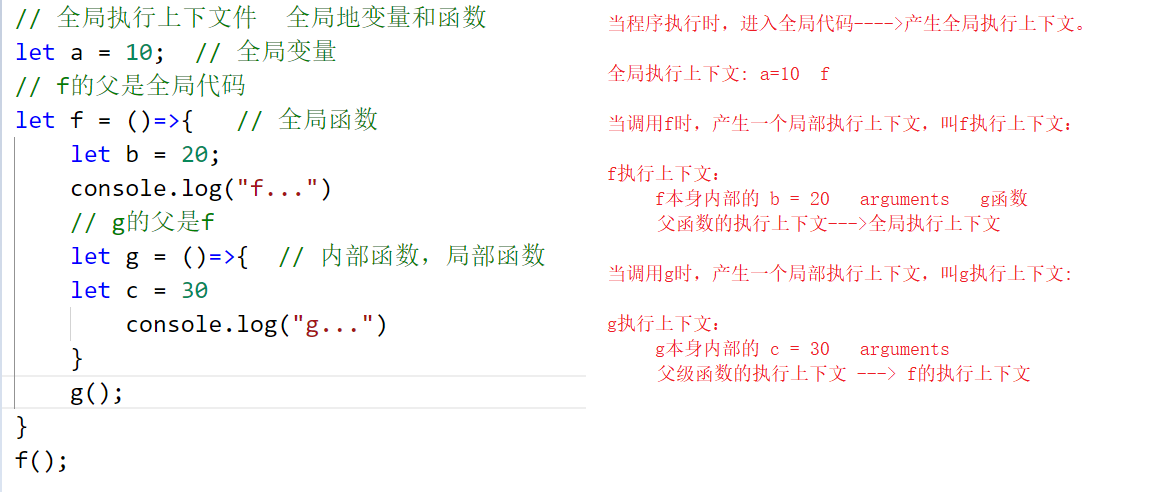 // 全局执行上下文件  全局地变量和函数
let a = 10;  // 全局变量
// f的父是全局代码
let f = ()=>{   // 全局函数
    let b = 20;
    console.log("f...")
    // g的父是f
    let g = ()=>{  // 内部函数，局部函数
    let c = 30
        console.log("g...")
    }
    g();
}
f();
当程序执行时，进入全局代码---->产生全局执行上下文。
全局执行上下文: a=10  f
当调用f时，产生一个局部执行上下文，叫f执行上下文：
f执行上下文：
    f本身内部的 b = 20   arguments   g函数
    父函数的执行上下文--->全局执行上下文
当调用g时，产生一个局部执行上下文，叫g执行上下文:
g执行上下文：
    g本身内部的 c = 30   arguments
    父级函数的执行上下文 ---> f的执行上下文